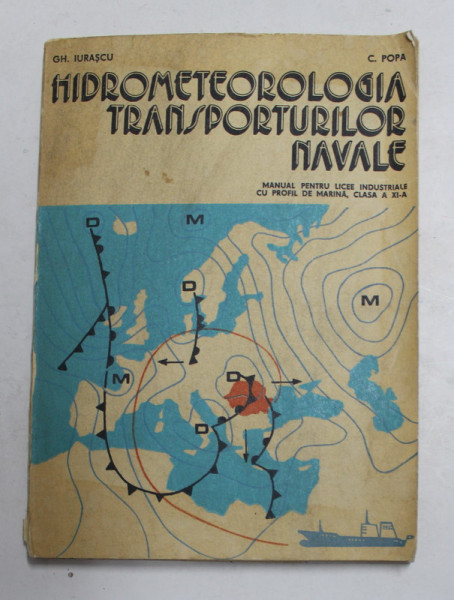 GH. IURAȘCU C. POPA
HIDROMETEOROLOGIA
TRANSPORTURILOR
NAVALE
MANUAL PENTRU LICEE INDUSTRIALE
CU PROFIL DE MARINĂ, CLASA A XI-A
D M
D
M
M D
D